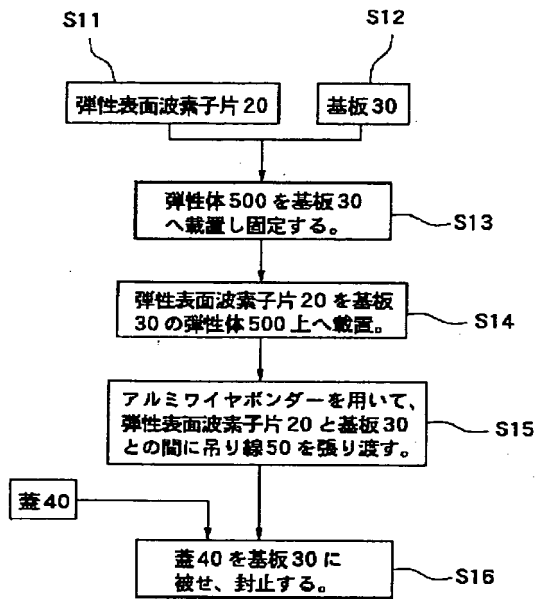 S11
S12
弾性表面波素子片20
基板30
弾性体500を基板30
へ載置し固定する。
S13
弾性表面波素子片20を基板
30の弾性体500上へ載置。
S14
アルミワイヤボンダーを用いて、
弾性表面波素子片20と基板30
との間に吊り線50を張り渡す。
S15
蓋40
蓋40を基板30に
被せ、封止する。
S16